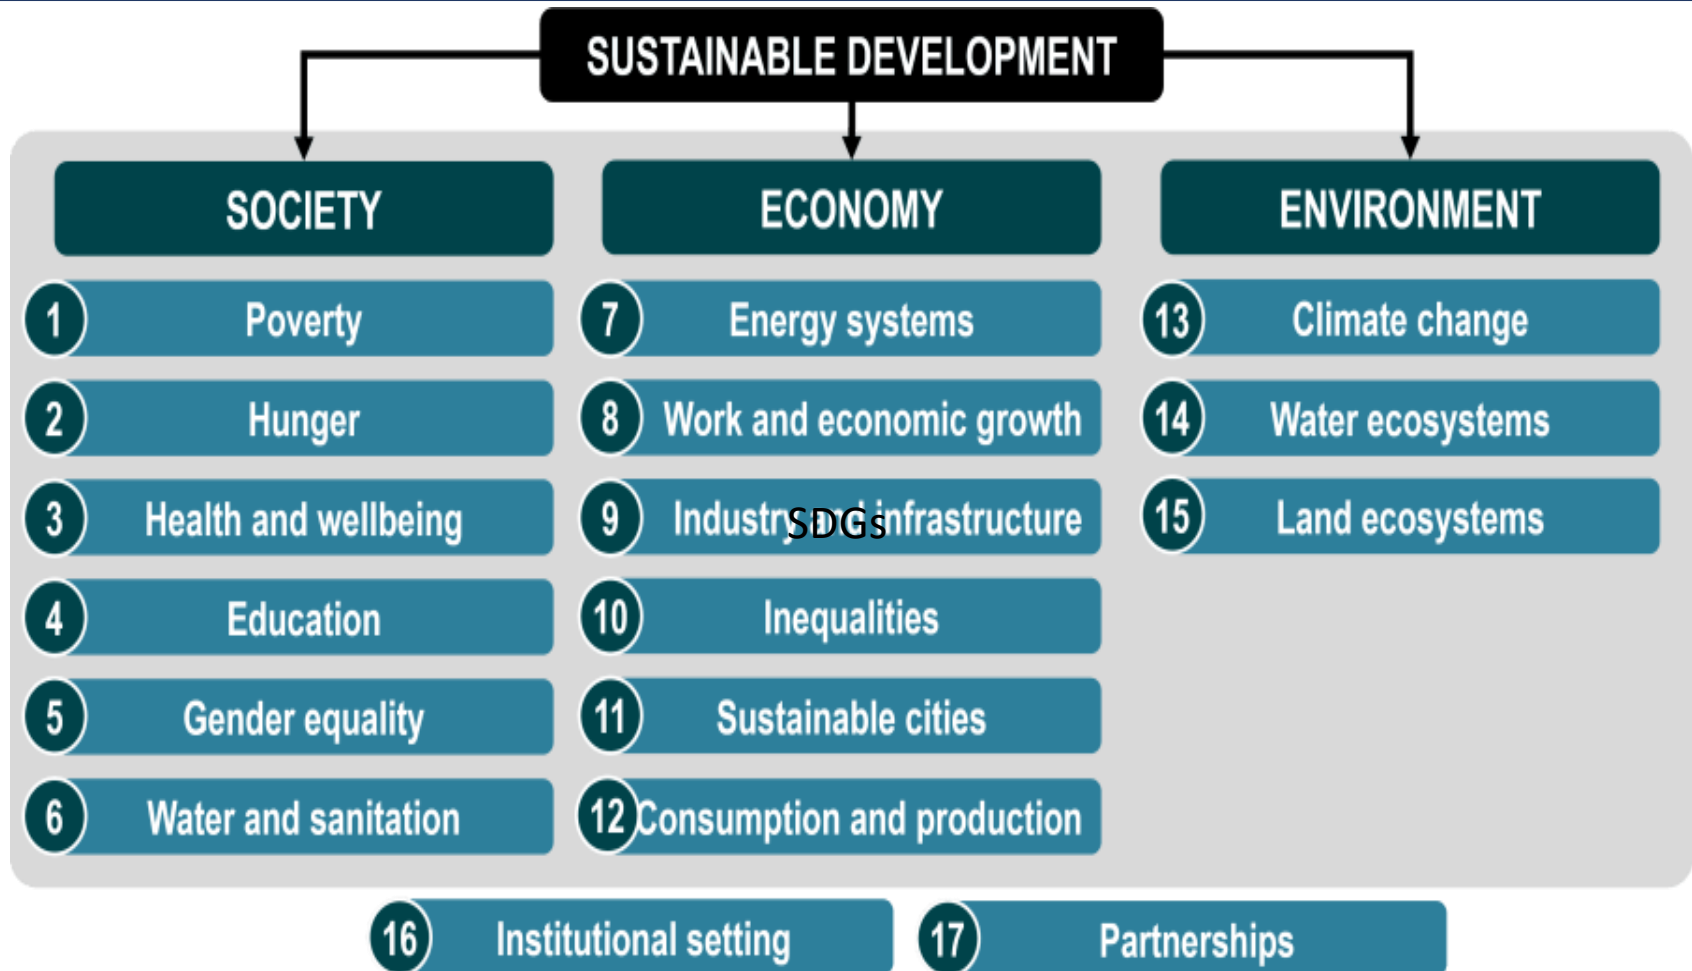 SUSTAINABLE DEVELOPMENT
SOCIETY
1 Poverty
2 Hunger
3 Health and wellbeing
4 Education
5 Gender equality
6 Water and sanitation
ECONOMY
7 Energy systems
8 Work and economic growth
9 Industry and infrastructure
SDGs
10 Inequalities
11 Sustainable cities
12 Consumption and production
ENVIRONMENT
13 Climate change
14 Water ecosystems
15 Land ecosystems
16 Institutional setting
17 Partnerships